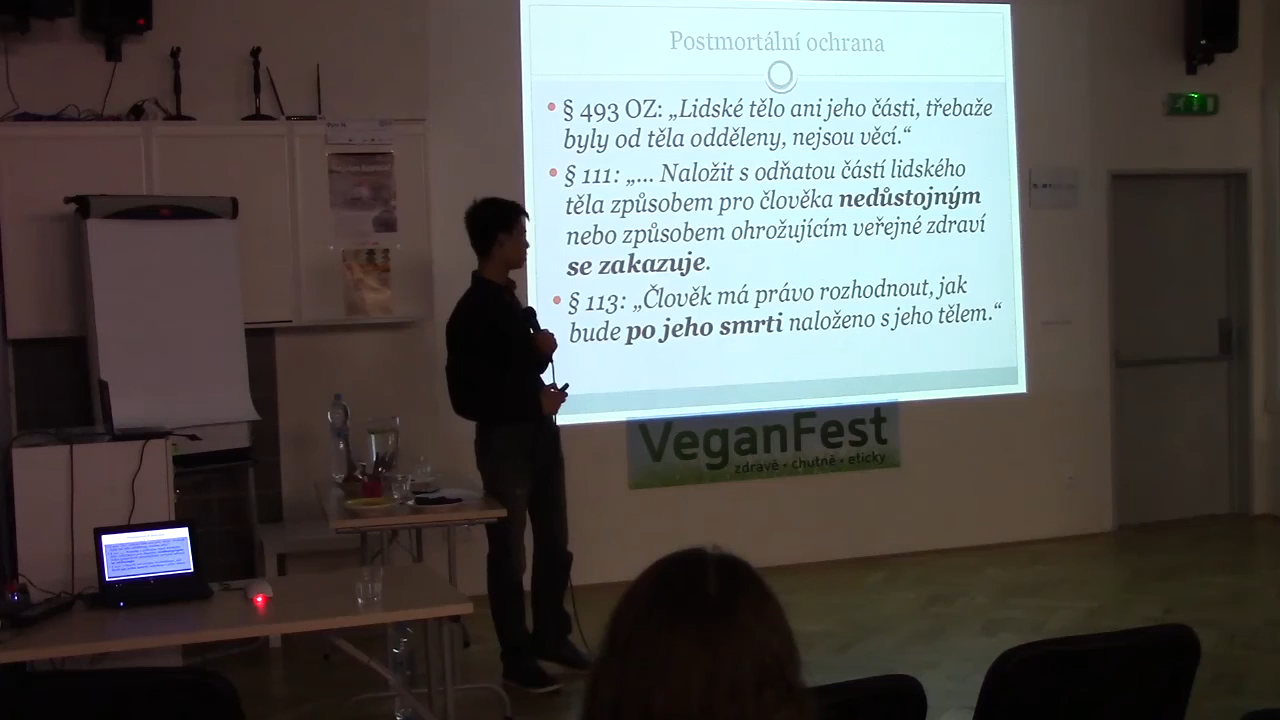 Postmortální ochrana
• § 493 OZ: „Lidské tělo ani jeho části, třebaže
byly od těla odděleny, nejsou věcí.“
• § 111: „... Naložit s odňatou částí lidského
těla způsobem pro člověka nedůstojným
nebo způsobem ohrožujícím veřejné zdraví
se zakazuje.
• § 113: „Člověk má právo rozhodnout, jak
bude po jeho smrti naloženo s jeho tělem.“
VeganFest
zdravě • chutně • eticky